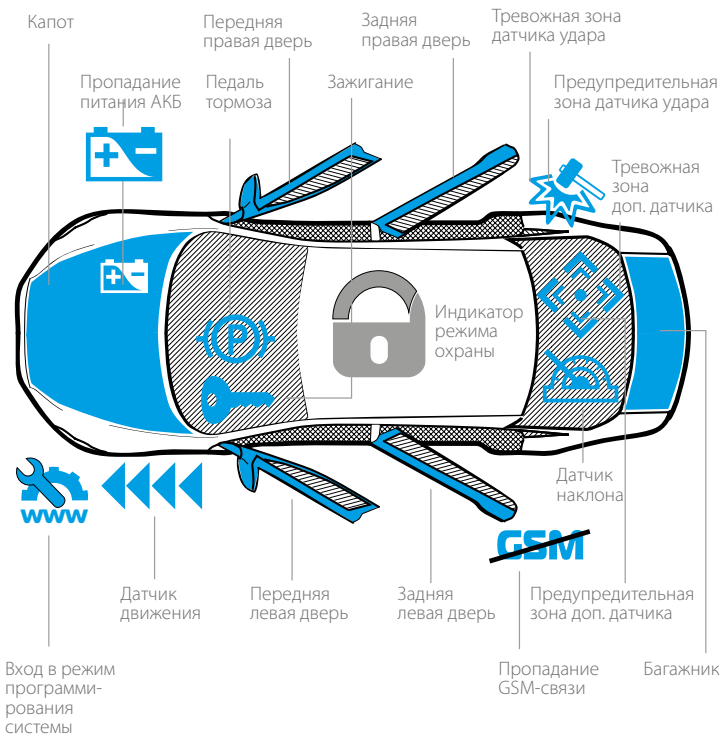 Капот
Передняя
правая дверь
Задняя
правая дверь
Тревожная зона
датчика удара
Пропадание
питания АКБ
Педаль
тормоза
Зажигание
Предупредительная
зона датчика удара
Тревожная
зона
доп. датчика
P
Индикатор
режима
охраны
Датчик
наклона
www
GSM
Датчик
движения
Передняя
левая дверь
Задняя
левая дверь
Предупредительная
зона доп. датчика
Вход в режим
программи-
рования
системы
Пропадание
GSM-связи
Багажник